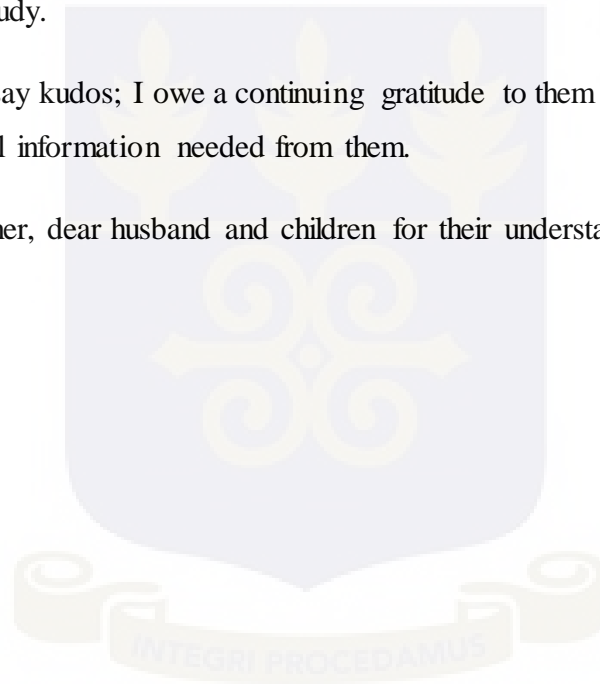 udy.
ay kudos; I owe a continuing gratitude to them
l information needed from them.
er, dear husband and children for their understa
INTEGRI PROCEDAMUS